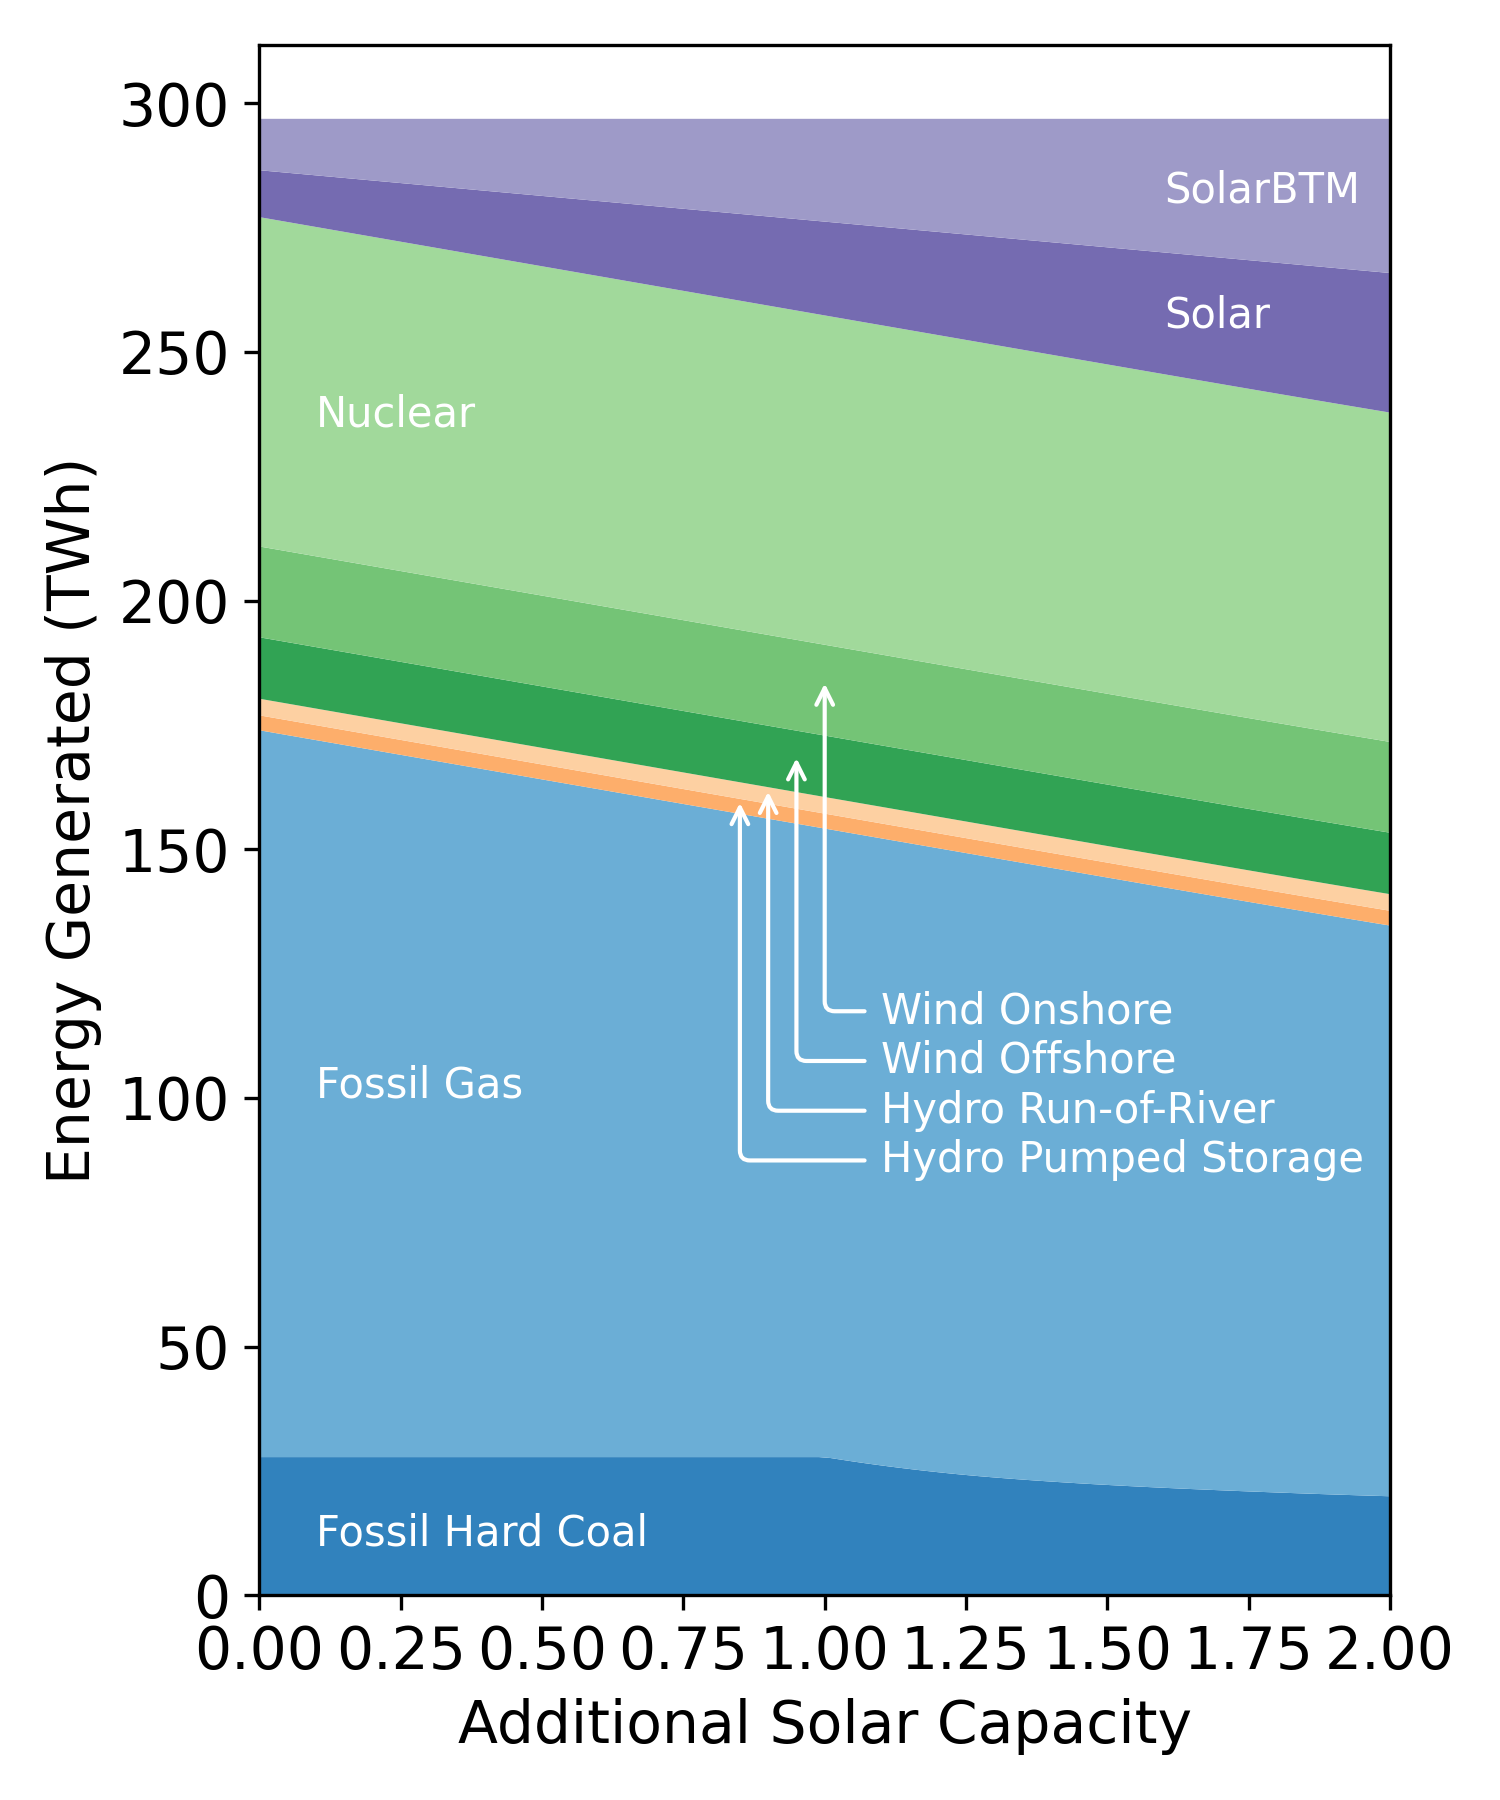 300
250
200
150
100
50
0
Energy Generated (TWh)
SolarBTM
Solar
Nuclear
Wind Onshore
Wind Offshore
Fossil Gas
Hydro Run-of-River
Hydro Pumped Storage
Fossil Hard Coal
0.00 0.25 0.50 0.75 1.00 1.25 1.50 1.75 2.00
Additional Solar Capacity